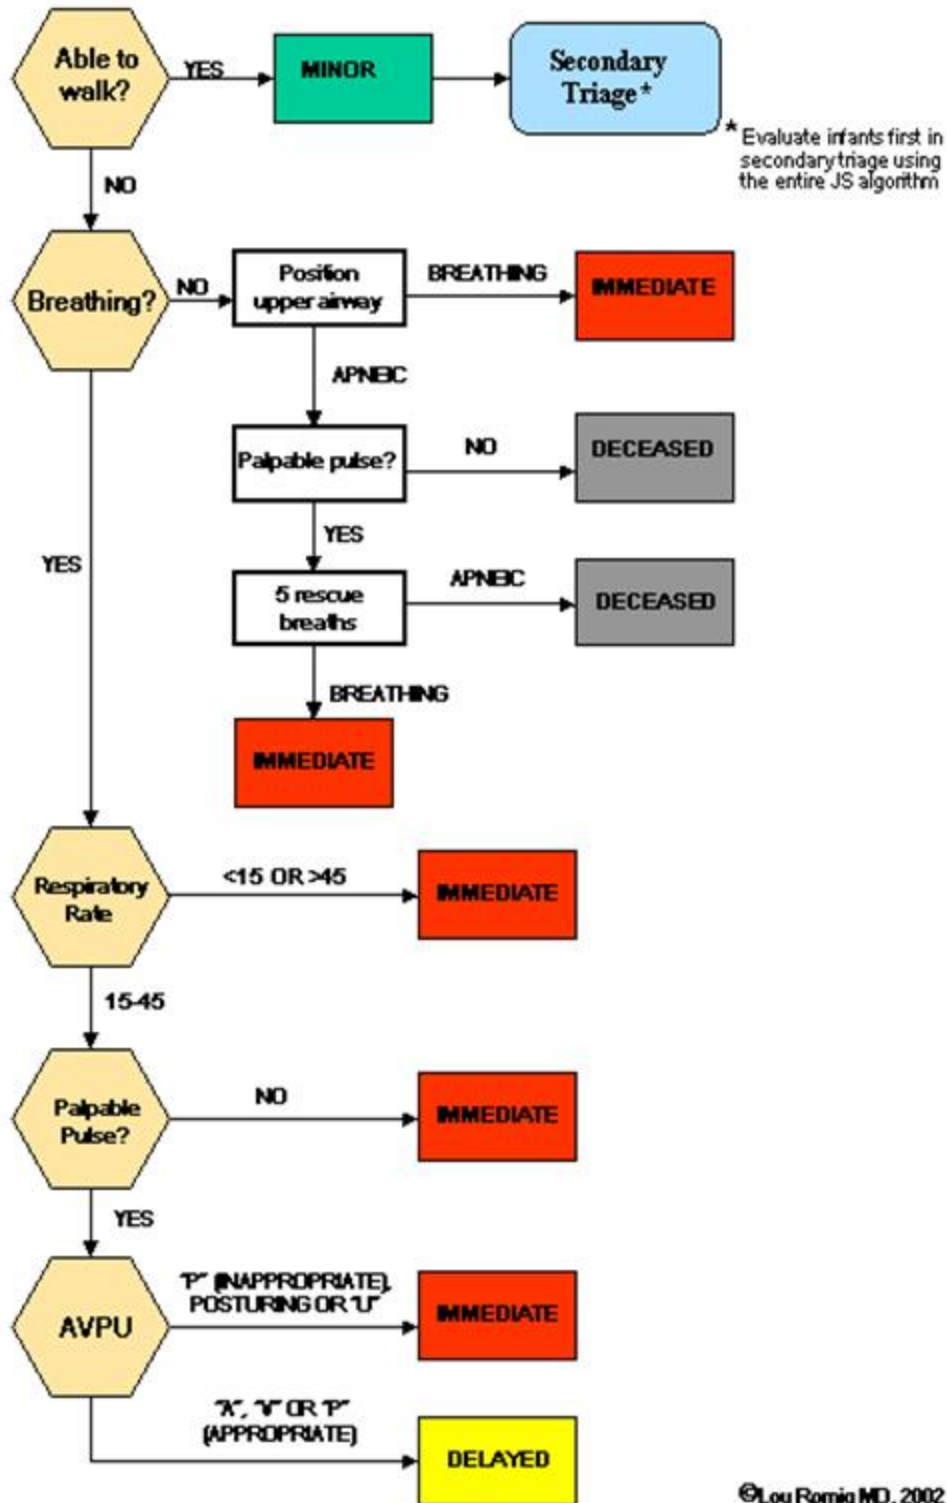 Able to
walk?
YES
MINOR
Secondary
Triage*
* Evaluate infants first in
secondary triage using
the entire JS algorithm
NO
Breathing?
NO
Position
upper airway
BREATHING
IMMEDIATE
APNEIC
Palpable pulse?
NO
DECEASED
YES
YES
5 rescue
breaths
APNEIC
DECEASED
BREATHING
IMMEDIATE
Respiratory
Rate
<15 OR >45
IMMEDIATE
15-45
Palpable
Pulse?
NO
IMMEDIATE
YES
AVPU
"P" (INAPPROPRIATE),
POSTURING OR "U"
IMMEDIATE
"A", "V" OR "P"
(APPROPRIATE)
DELAYED
©Lou Romig MD, 2002